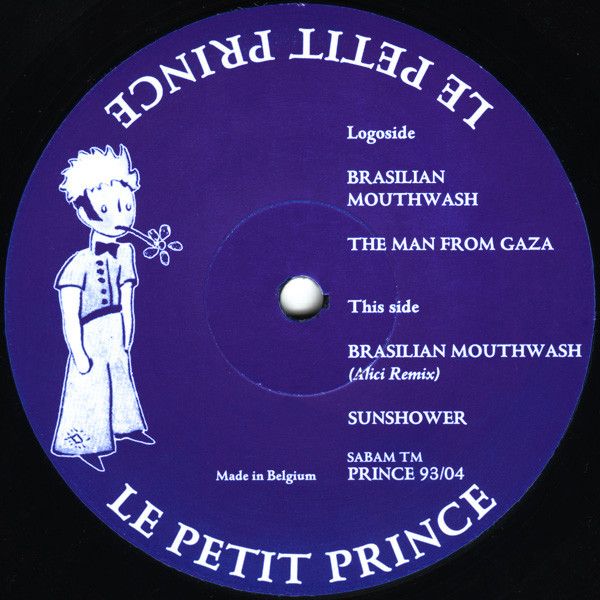 LE PETIT PRINCE
Logoside
BRASILIAN
MOUTHWASH
THE MAN FROM GAZA
This side
BRASILIAN MOUTHWASH
(Alici Remix)
SUNSHOWER
SABAM TM
Made in Belgium PRINCE 93/04
LE PETIT PRINCE